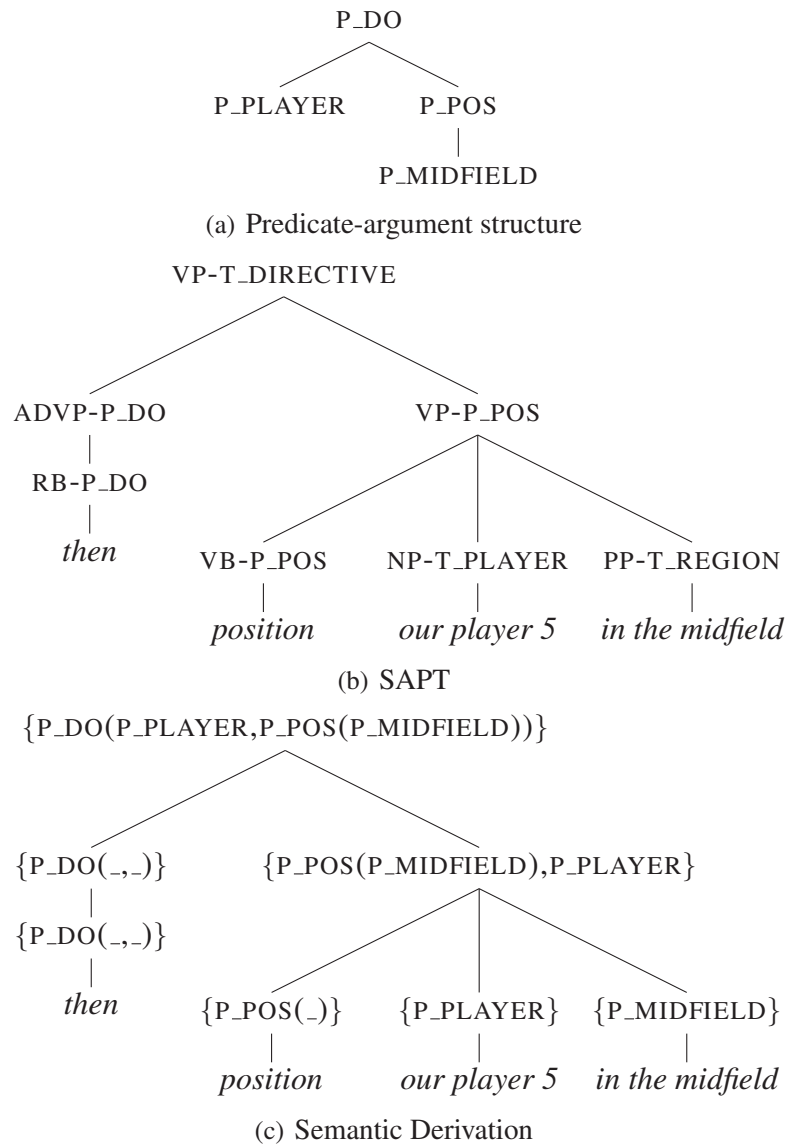 P_DO
P_PLAYER P_POS
P_MIDFIELD
(a) Predicate-argument structure
VP-T_DIRECTIVE
ADVP-P_DO VP-P_POS
RB-P_DO
then VB-P_POS NP-T_PLAYER PP-T_REGION
position our player 5 in the midfield
(b) SAPT
{P_DO(P_PLAYER,P_POS(P_MIDFIELD))}
{P_DO(_,_)} {P_POS(P_MIDFIELD),P_PLAYER}
{P_DO(_,_)}
then {P_POS(_)} {P_PLAYER} {P_MIDFIELD}
position our player 5 in the midfield
(c) Semantic Derivation